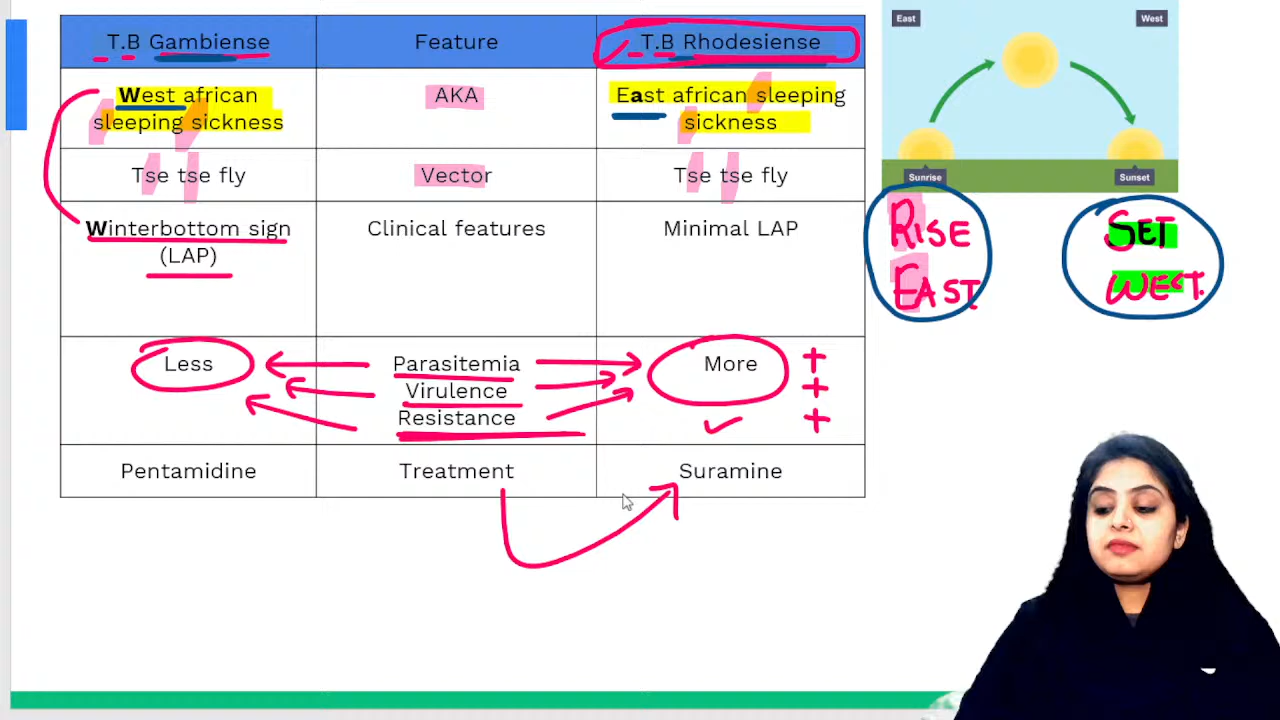 T.B Gambiense
Feature
T.B Rhodesiense
West african
sleeping sickness
AKA
East african sleeping
sickness
Tse tse fly
Vector
Tse tse fly
Winterbottom sign
(LAP)
Clinical features
Minimal LAP
Less
Parasitemia
Virulence
Resistance
More
+
+
+
Pentamidine
Treatment
Suramine
East
West
Sunrise
Sunset
RISE
EAST
SET
WEST.